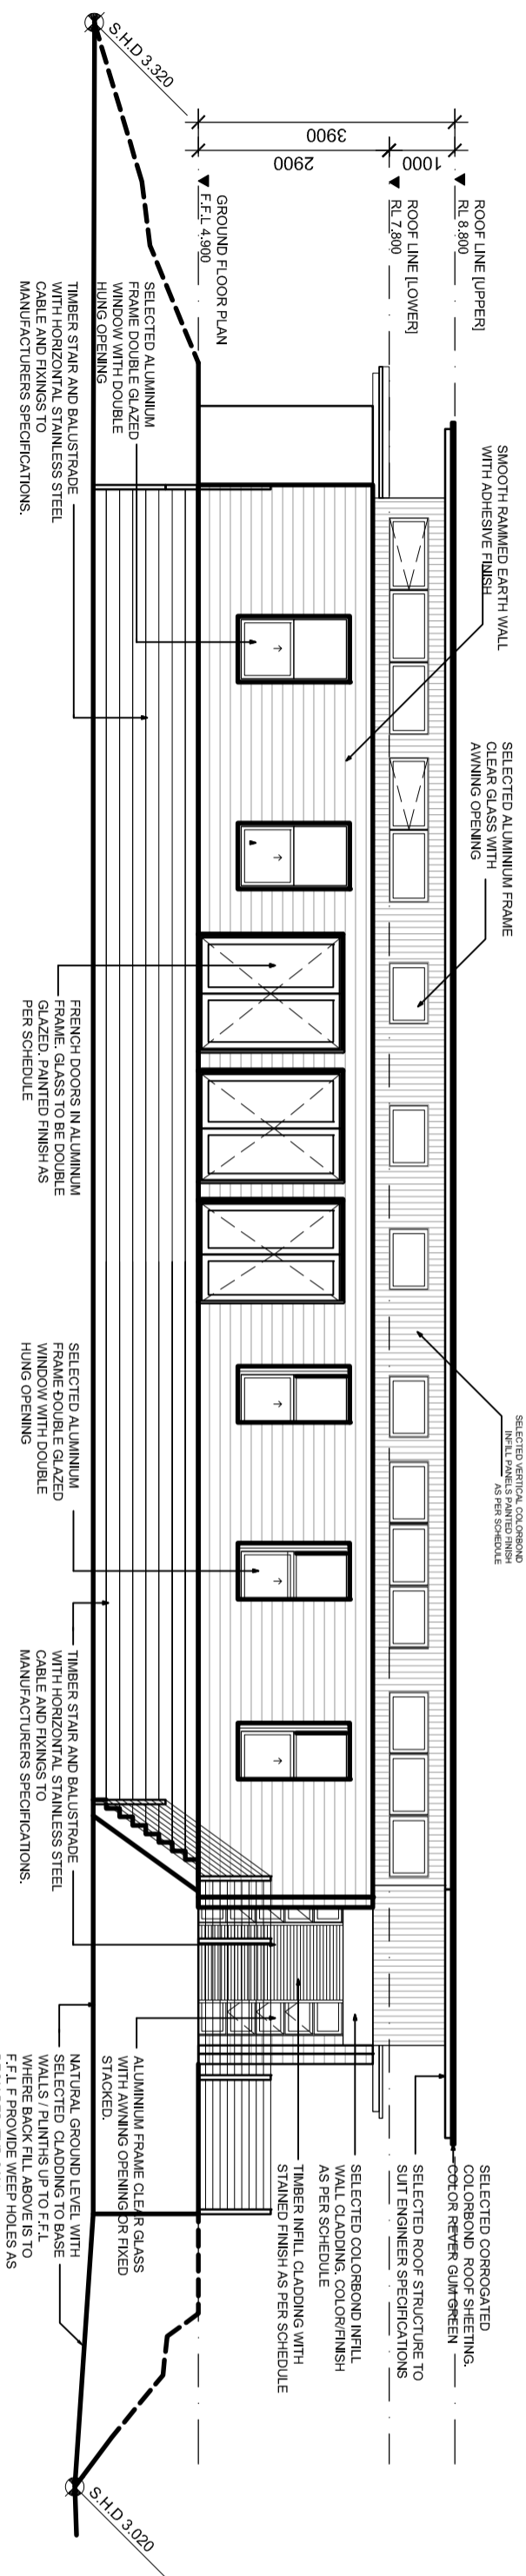 S.H.D 3.320
3900
2900
1000
ROOF LINE [UPPER]
RL 8.800
ROOF LINE [LOWER]
RL 7.800
GROUND FLOOR PLAN
F.F.L 4.900
SMOOTH RAMMED EARTH WALL
WITH ADHESIVE FINISH
SELECTED ALUMINIUM FRAME
CLEAR GLASS WITH
AWNING OPENING
SELECTED VERTICAL COLORBOND
INFILL PANELS PAINTED FINISH
AS PER SCHEDULE
SELECTED CORROGATED
COLORBOND ROOF SHEETING.
COLOR REVER GUM GREEN
SELECTED ROOF STRUCTURE TO
SUIT ENGINEER SPECIFICATIONS
SELECTED COLORBOND INFILL
WALL CLADDING. COLOR/FINISH
AS PER SCHEDULE
TIMBER INFILL CLADDING WITH
STAINED FINISH AS PER SCHEDULE
SELECTED ALUMINIUM
FRAME DOUBLE GLAZED
WINDOW WITH DOUBLE
HUNG OPENING
TIMBER STAIR AND BALUSTRADE
WITH HORIZONTAL STAINLESS STEEL
CABLE AND FIXINGS TO
MANUFACTURERS SPECIFICATIONS.
FRENCH DOORS IN ALUMINUM
FRAME. GLASS TO BE DOUBLE
GLAZED. PAINTED FINISH AS
PER SCHEDULE
SELECTED ALUMINIUM
FRAME DOUBLE GLAZED
WINDOW WITH DOUBLE
HUNG OPENING
TIMBER STAIR AND BALUSTRADE
WITH HORIZONTAL STAINLESS STEEL
CABLE AND FIXINGS TO
MANUFACTURERS SPECIFICATIONS.
ALUMINIUM FRAME CLEAR GLASS
WITH AWNING OPENING OR FIXED
STACKED.
NATURAL GROUND LEVEL WITH
SELECTED CLADDING TO BASE
WALLS / PLINTHS UP TO F.F.L
WHERE BACK FILL ABOVE IS TO
F.F.L F PROVIDE WEEP HOLES AS
S.H.D 3.020